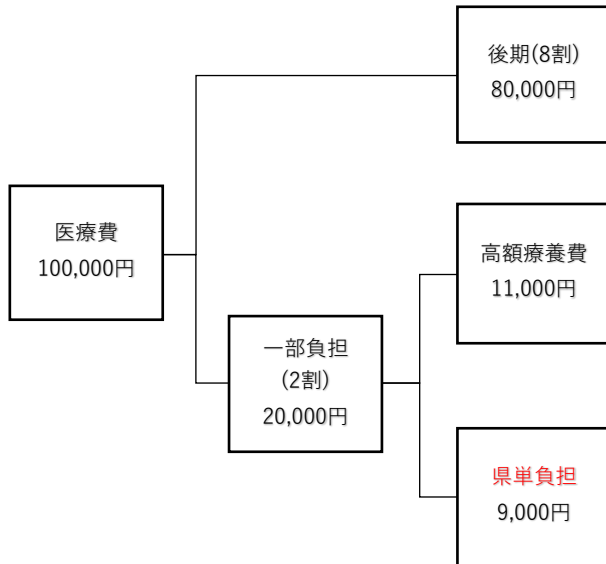 後期(8割)
80,000円
医療費
100,000円
高額療養費
11,000円
一部負担
(2割)
20,000円
県単負担
9,000円